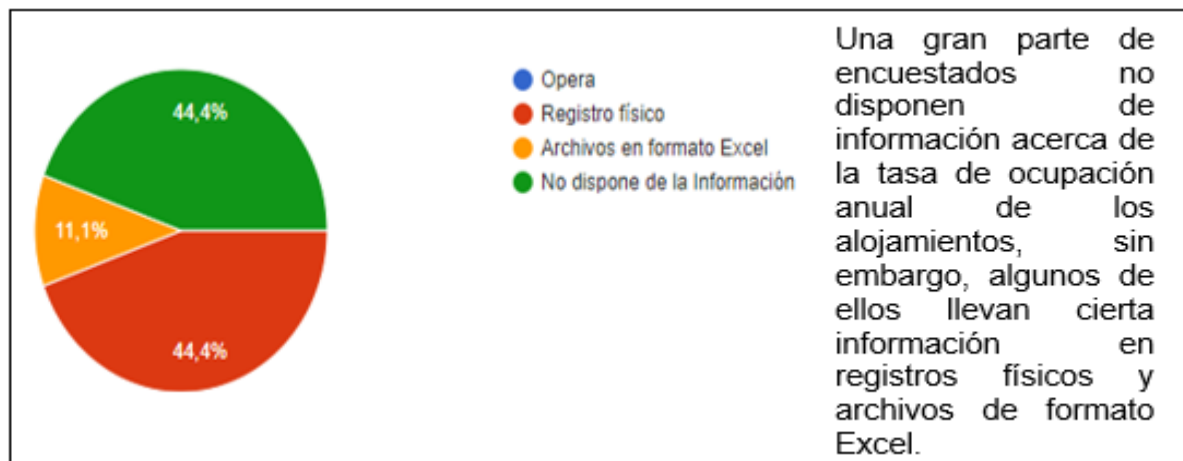 44,4%
11,1%
44,4%
Opera
Registro físico
Archivos en formato Excel
No dispone de la Información
Una gran parte de
encuestados no
disponen de
información acerca de
la tasa de ocupación
anual de los
alojamientos, sin
embargo, algunos de
ellos llevan cierta
información en
registros físicos y
archivos de formato
Excel.